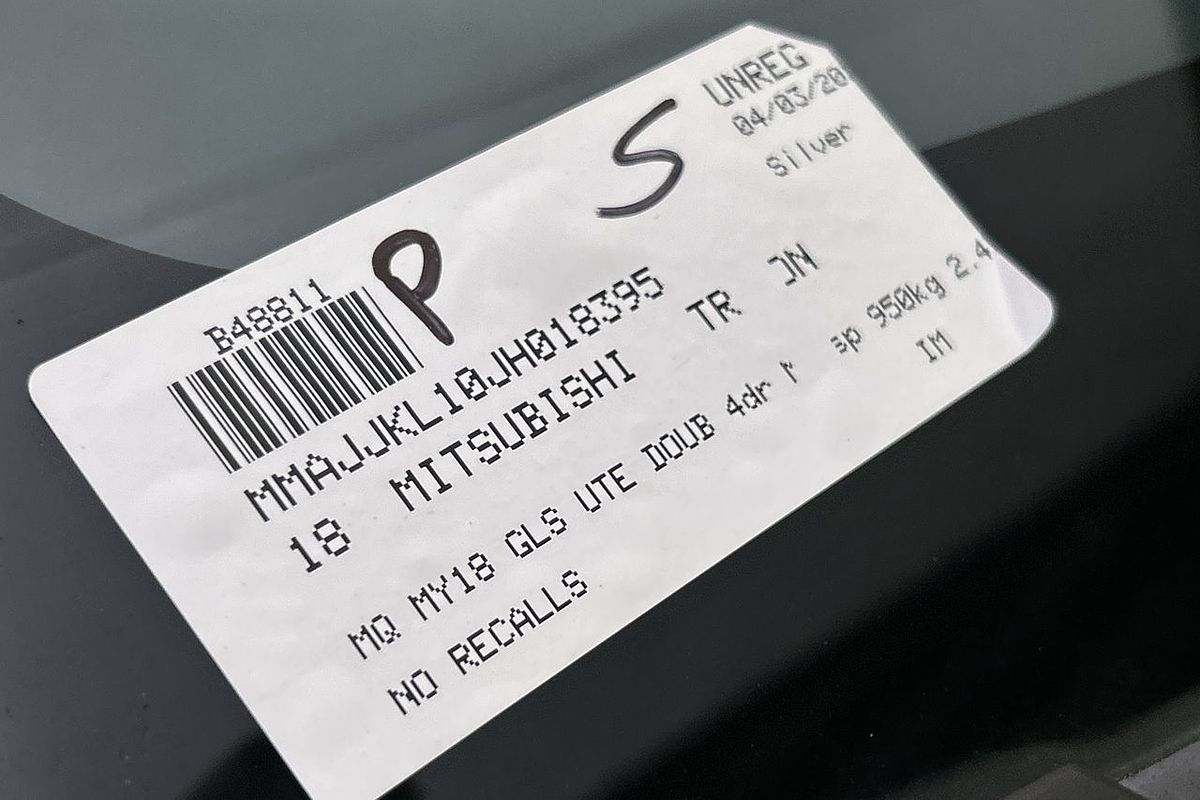 UNREG
04/03/20
Silver
S
P
B48811
MMAJJKL10JH018395
18 MITSUBISHI TR
MQ MY18 GLS UTE DOUB 4dr 950kg 2.4
NO RECALLS IM